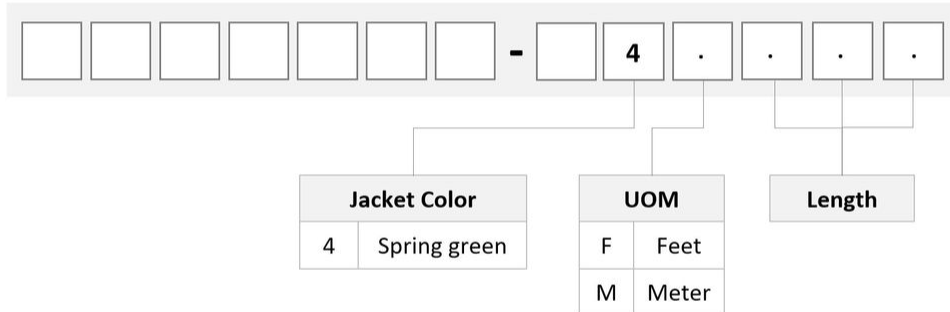 - 4 . . . .
Jacket Color UOM Length
4 Spring green F Feet
M Meter